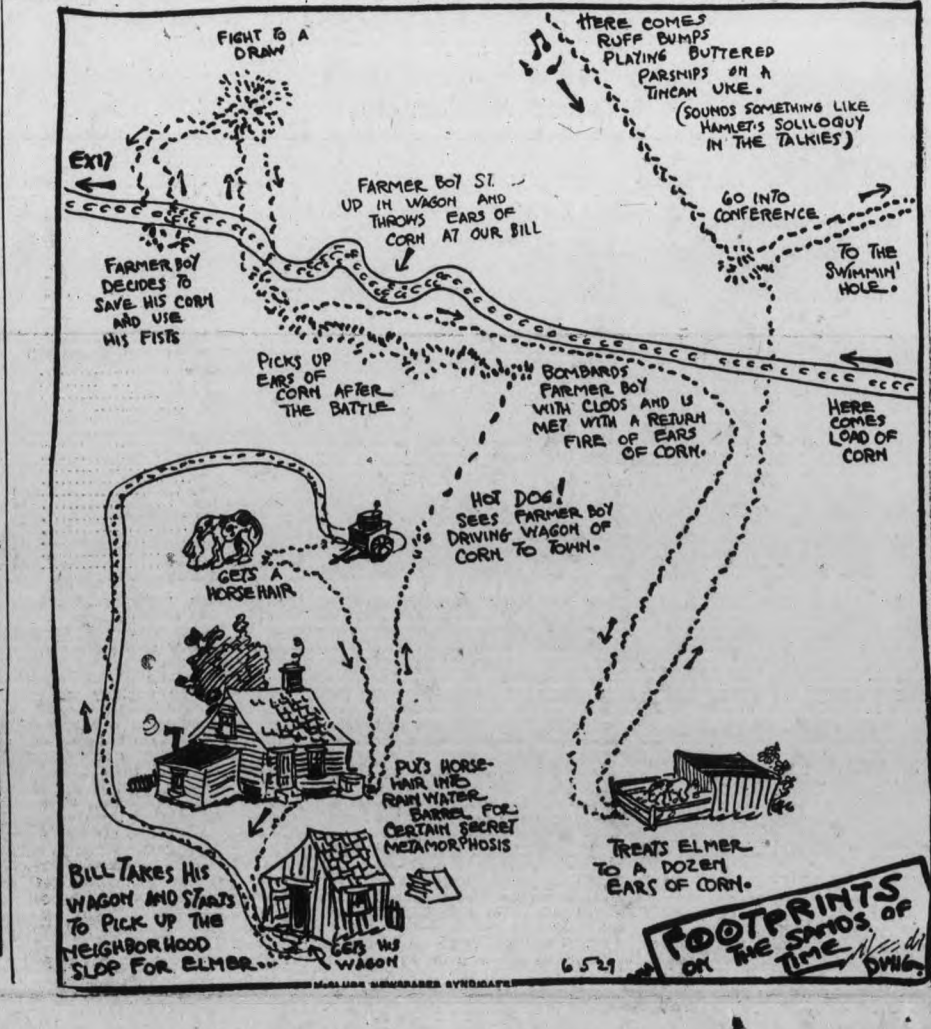 FIGHT TO A
DRAW
HERE COMES
RUFF BUMPS
PLAYING BUTTERED
PARSNIPS ON A
TINCAN UKE.
(SOUNDS SOMETHING LIKE
HAMLET'S SOLILOQUY
IN THE TALKIES)
EXIT
FARMER BOY ST.
UP IN WAGON AND
THROWS EARS OF
CORN AT OUR BILL
GO INTO
CONFERENCE
TO THE
SWIMMIN'
HOLE.
FARMER BOY
DECIDES TO
SAVE HIS CORN
AND USE
HIS FISTS
PICKS UP
EARS OF
CORN AFTER
THE BATTLE
BOMBARDS
FARMER BOY
WITH CLODS AND IS
MET WITH A RETURN
FIRE OF EARS
OF CORN.
HERE
COMES
LOAD OF
CORN
HOT DOG!
SEES FARMER BOY
DRIVING WAGON OF
CORN TO TOWN.
GETS A
HORSE HAIR
PUTS HORSE-
HAIR INTO
RAIN WATER
BARREL FOR
CERTAIN SECRET
METAMORPHOSIS
TREATS ELMER
TO A DOZEN
EARS OF CORN.
BILL TAKES HIS
WAGON AND STARTS
TO PICK UP THE
NEIGHBORHOOD
SLOP FOR ELMER...
GETS HIS
WAGON
6 5 29
FOOTPRINTS
ON THE SANDS OF
TIME
DWIG.
McCLURE NEWSPAPER SYNDICATE